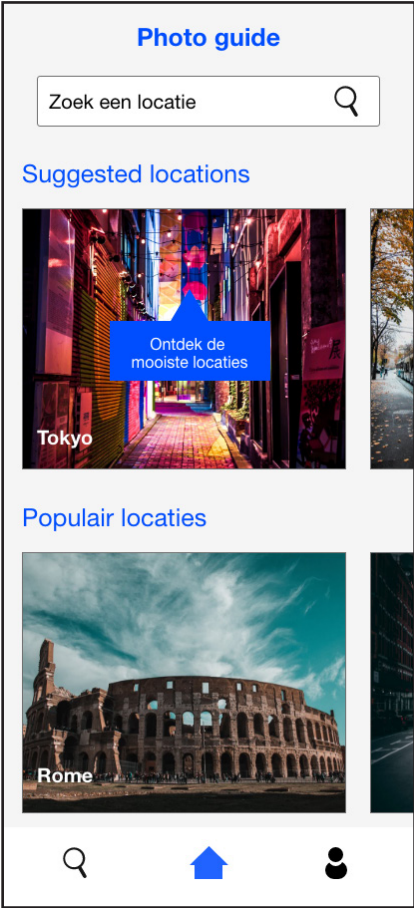 Photo guide
Zoek een locatie
Suggested locations
Ontdek de
mooiste locaties
Tokyo
Populair locaties
Rome